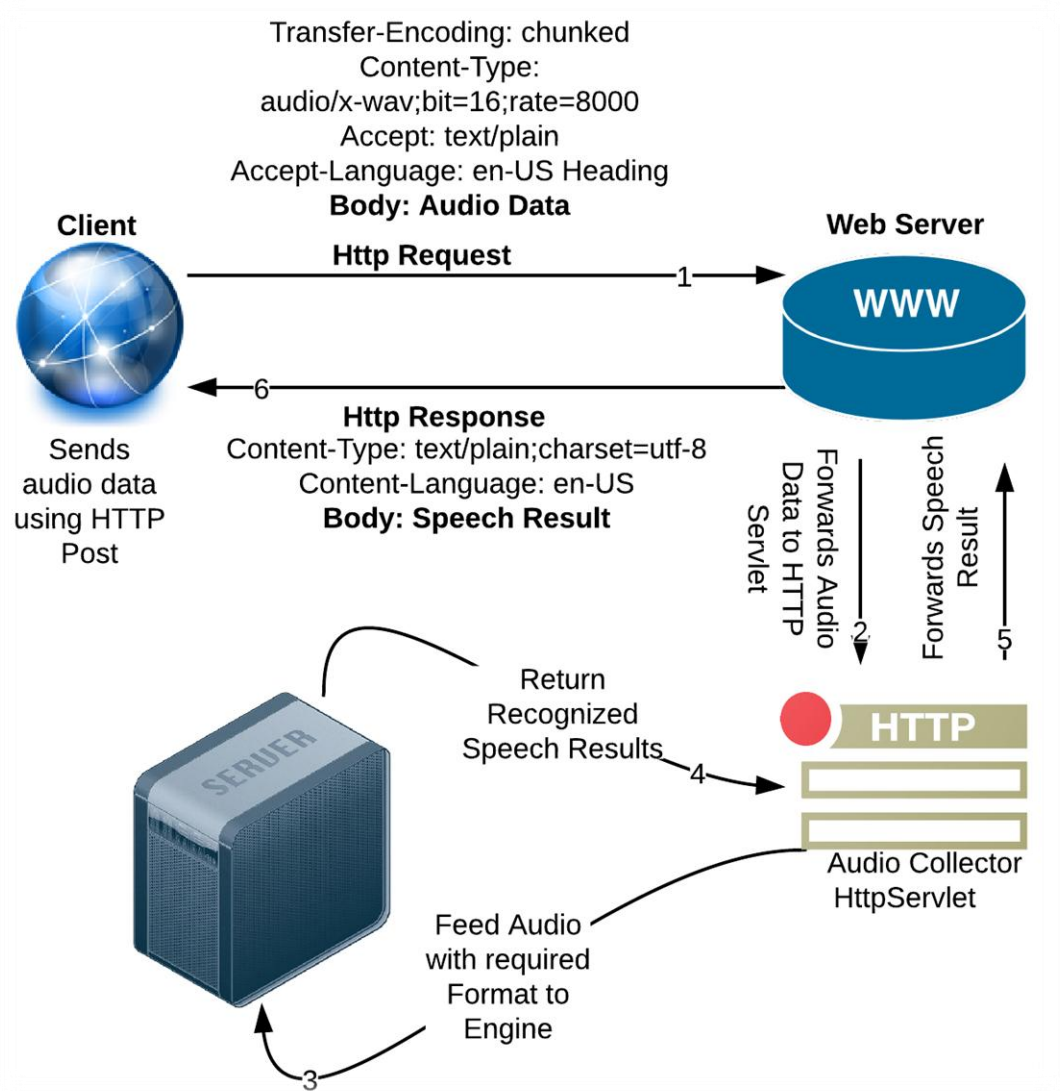 Transfer-Encoding: chunked
Content-Type:
audio/x-wav;bit=16;rate=8000
Accept: text/plain
Accept-Language: en-US Heading
Body: Audio Data
Client
Http Request
1
Web Server
WWW
6
Http Response
Content-Type: text/plain;charset=utf-8
Content-Language: en-US
Body: Speech Result
Sends
audio data
using HTTP
Post
Forwards Audio
Data to HTTP
Servlet
2
Forwards Speech
Result
5
Return
Recognized
Speech Results
4
SERVER
HTTP
Audio Collector
HttpServlet
Feed Audio
with required
Format to
Engine
3